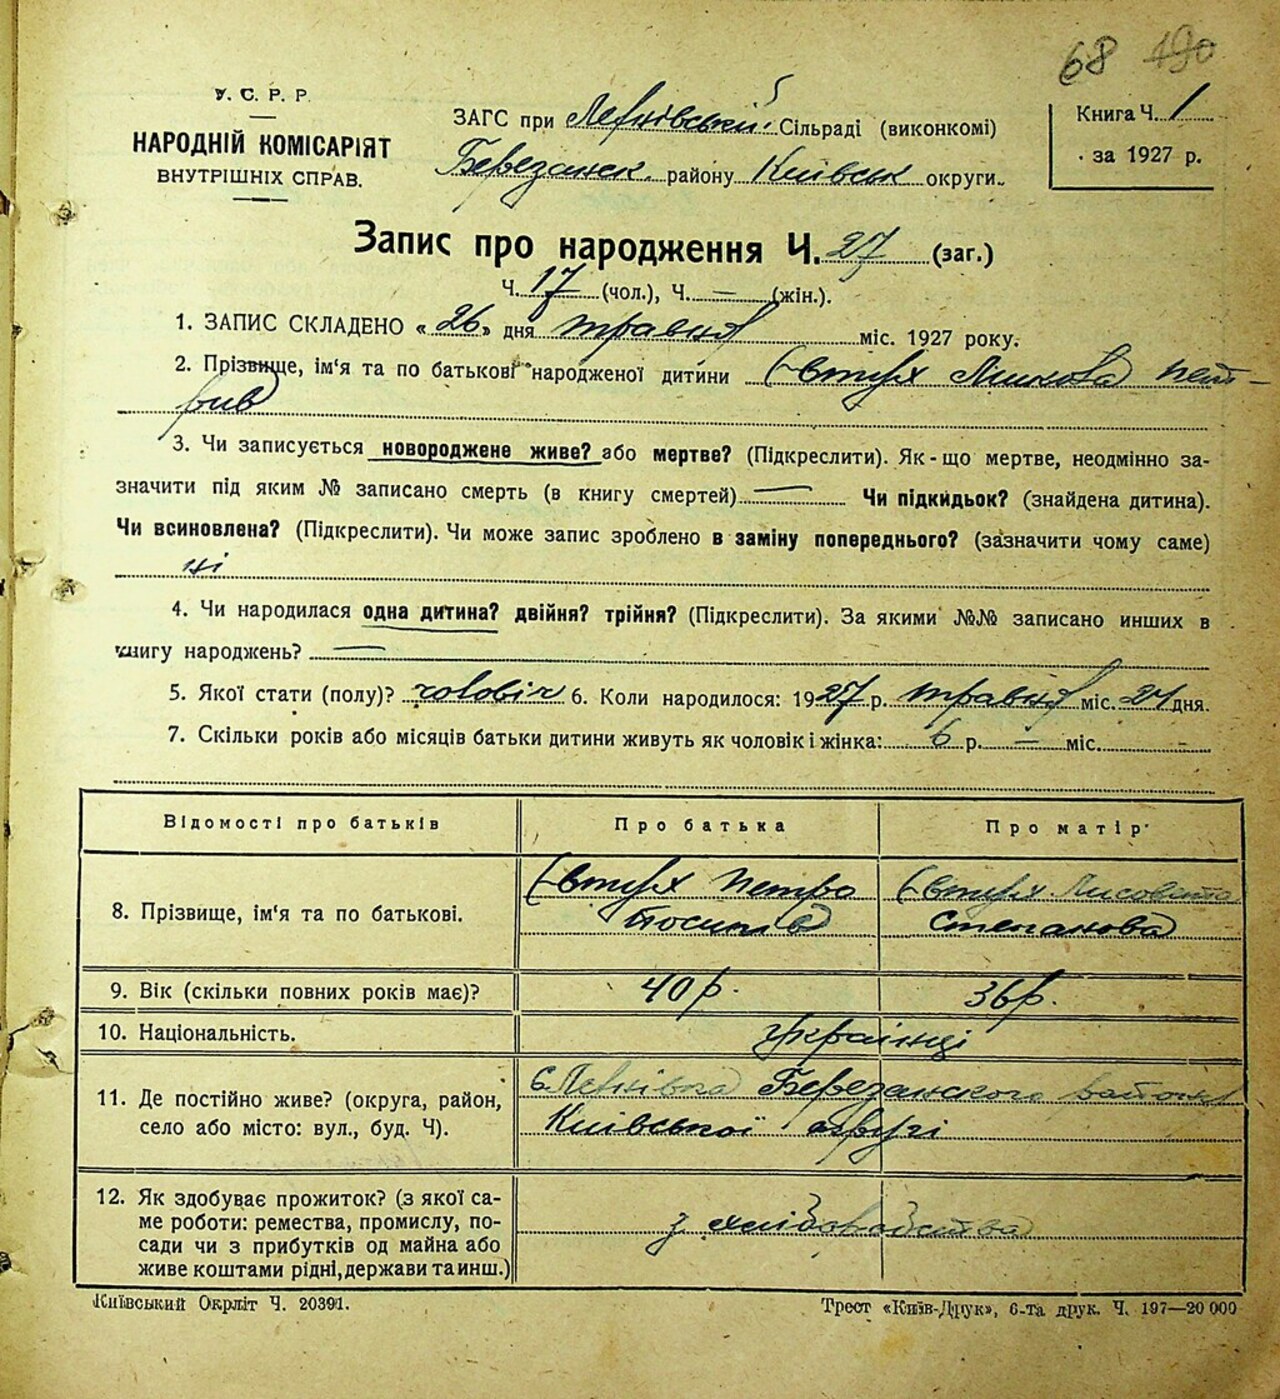 68 190
У. С. Р. Р.
НАРОДНІЙ КОМІСАРІЯТ
ВНУТРІШНІХ СПРАВ.
ЗАГС при Сільраді (виконкомі)
Березанськ. району Київськ округи.
Книга Ч. 1
за 1927 р.
Запис про народження Ч. 27 (заг.)
Ч. 17 (чол.), Ч. — (жін.).
1. ЗАПИС СКЛАДЕНО «26» дня травня міс. 1927 року.
2. Прізвище, ім‘я та по батькові народженої дитини Євтух Микола Пет-
рив
3. Чи записується новороджене живе? або мертве? (Підкреслити). Як-що мертве, неодмінно за-
значити під яким № записано смерть (в книгу смертей) — Чи підкидьок? (знайдена дитина).
Чи всиновлена? (Підкреслити). Чи може запис зроблено в заміну попереднього? (зазначити чому саме)
ні
4. Чи народилася одна дитина? двійня? трійня? (Підкреслити). За якими №№ записано инших в
книгу народжень? —
5. Якої стати (полу)? чоловіч 6. Коли народилося: 1927 р. травня міс. 24 дня.
7. Скільки років або місяців батьки дитини живуть як чоловік і жінка: 6 р. — міс. -
Відомості про батьків Про батька Про матір
8. Прізвище, ім‘я та по батькові.
Євтух Петро
Йосипів
Євтух Лисовета
Степанова
9. Вік (скільки повних років має)? 40 р. 36 р.
10. Національність. Українці
11. Де постійно живе? (округа, район,
село або місто: вул., буд. Ч).
с Березанского району
Київської округі
12. Як здобуває прожиток? (з якої са-
ме роботи: ремества, промислу, по-
сади чи з прибутків од майна або
живе коштами рідні, держави та инш.)
з хлібовобства
Київський Окрліт Ч. 20391.
Трест «Київ-Друк», 6-та друк. Ч. 197—20 000